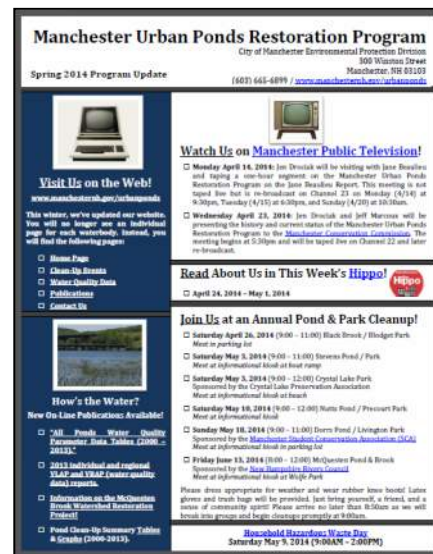 Manchester Urban Ponds Restoration Program
City of Manchester Environmental Protection Division
300 Winston Street
Manchester, NH 03103
(603) 665-6899 / www.manchesternh.gov/urbanponds
Spring 2014 Program Update
Visit Us on the Web!
www.manchesternh.gov/urbanponds
This winter, we've updated our website.
You will no longer see an individual
page for each waterbody. Instead, you
will find the following pages:
Home Page
Clean-Up Events
Water Quality Data
Publications
Contact Us
How's the Water?
New On-Line Publications Available!
"All Ponds Water Quality
Parameter Data Tables (2000 –
2013)."
2013 individual and regional
VLAP and VRAP (water quality
data) reports.
Information on the McQuesten
Brook Watershed Restoration
Project!
Pond Clean-Up Summary Tables
& Graphs (2000-2013).
Watch Us on Manchester Public Television!
Monday April 14, 2014: Jen Drociak will be visiting with Jane Beaulieu
and taping a one-hour segment on the Manchester Urban Ponds
Restoration Program on the Jane Beaulieu Report. This meeting is not
taped live but is re-broadcast on Channel 23 on Monday (4/14) at
9:30pm, Tuesday (4/15) at 6:30pm, and Sunday (4/20) at 10:30am.
Wednesday April 23, 2014: Jen Drociak and Jeff Marcoux will be
presenting the history and current status of the Manchester Urban Ponds
Restoration Program to the Manchester Conservation Commission. The
meeting begins at 5:30pm and will be taped live on Channel 22 and later
re-broadcast.
Read About Us in This Week's Hippo!
Hippo
April 24, 2014 – May 1, 2014
Join Us at an Annual Pond & Park Cleanup!
Saturday April 26, 2014 (9:00 – 11:00) Black Brook / Blodget Park
Meet in parking lot
Saturday May 3, 2014 (9:00 – 11:00) Stevens Pond / Park
Meet at informational kiosk at boat ramp
Saturday May 3, 2014 (9:00 – 12:00) Crystal Lake Park
Sponsored by the Crystal Lake Preservation Association
Meet at informational kiosk at beach
Saturday May 10, 2014 (9:00 – 12:00) Nutts Pond / Precourt Park
Meet at informational kiosk
Sunday May 18, 2014 (9:00 – 11:00) Dorrs Pond / Livington Park
Sponsored by the Manchester Student Conservation Association (SCA)
Meet at informational kiosk in parking lot
Friday June 13, 2014 (8:00 – 12:00) McQuesten Pond & Brook
Sponsored by the New Hampshire Rivers Council
Meet at informational kiosk at Wolfe Park
Please dress appropriate for weather and wear rubber knee boots! Latex
gloves and trash bags will be provided. Just bring yourself, a friend, and a
sense of community spirit! Please arrive no later than 8:50am as we will
break into groups and begin cleanups promptly at 9:00am.
Household Hazardous Waste Day
Saturday May 9, 2014 (9:00AM – 2:00PM)